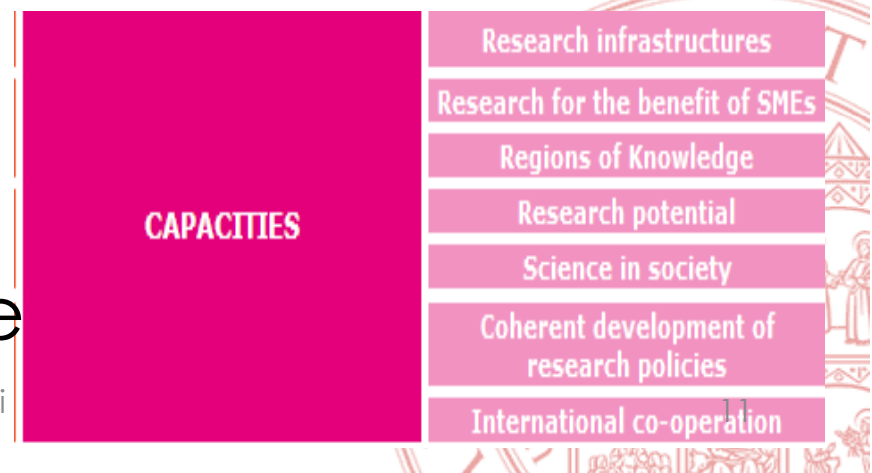 CAPACITIES
Research infrastructures
Research for the benefit of SMEs
Regions of Knowledge
Research potential
Science in society
Coherent development of
research policies
International co-operation
11
e